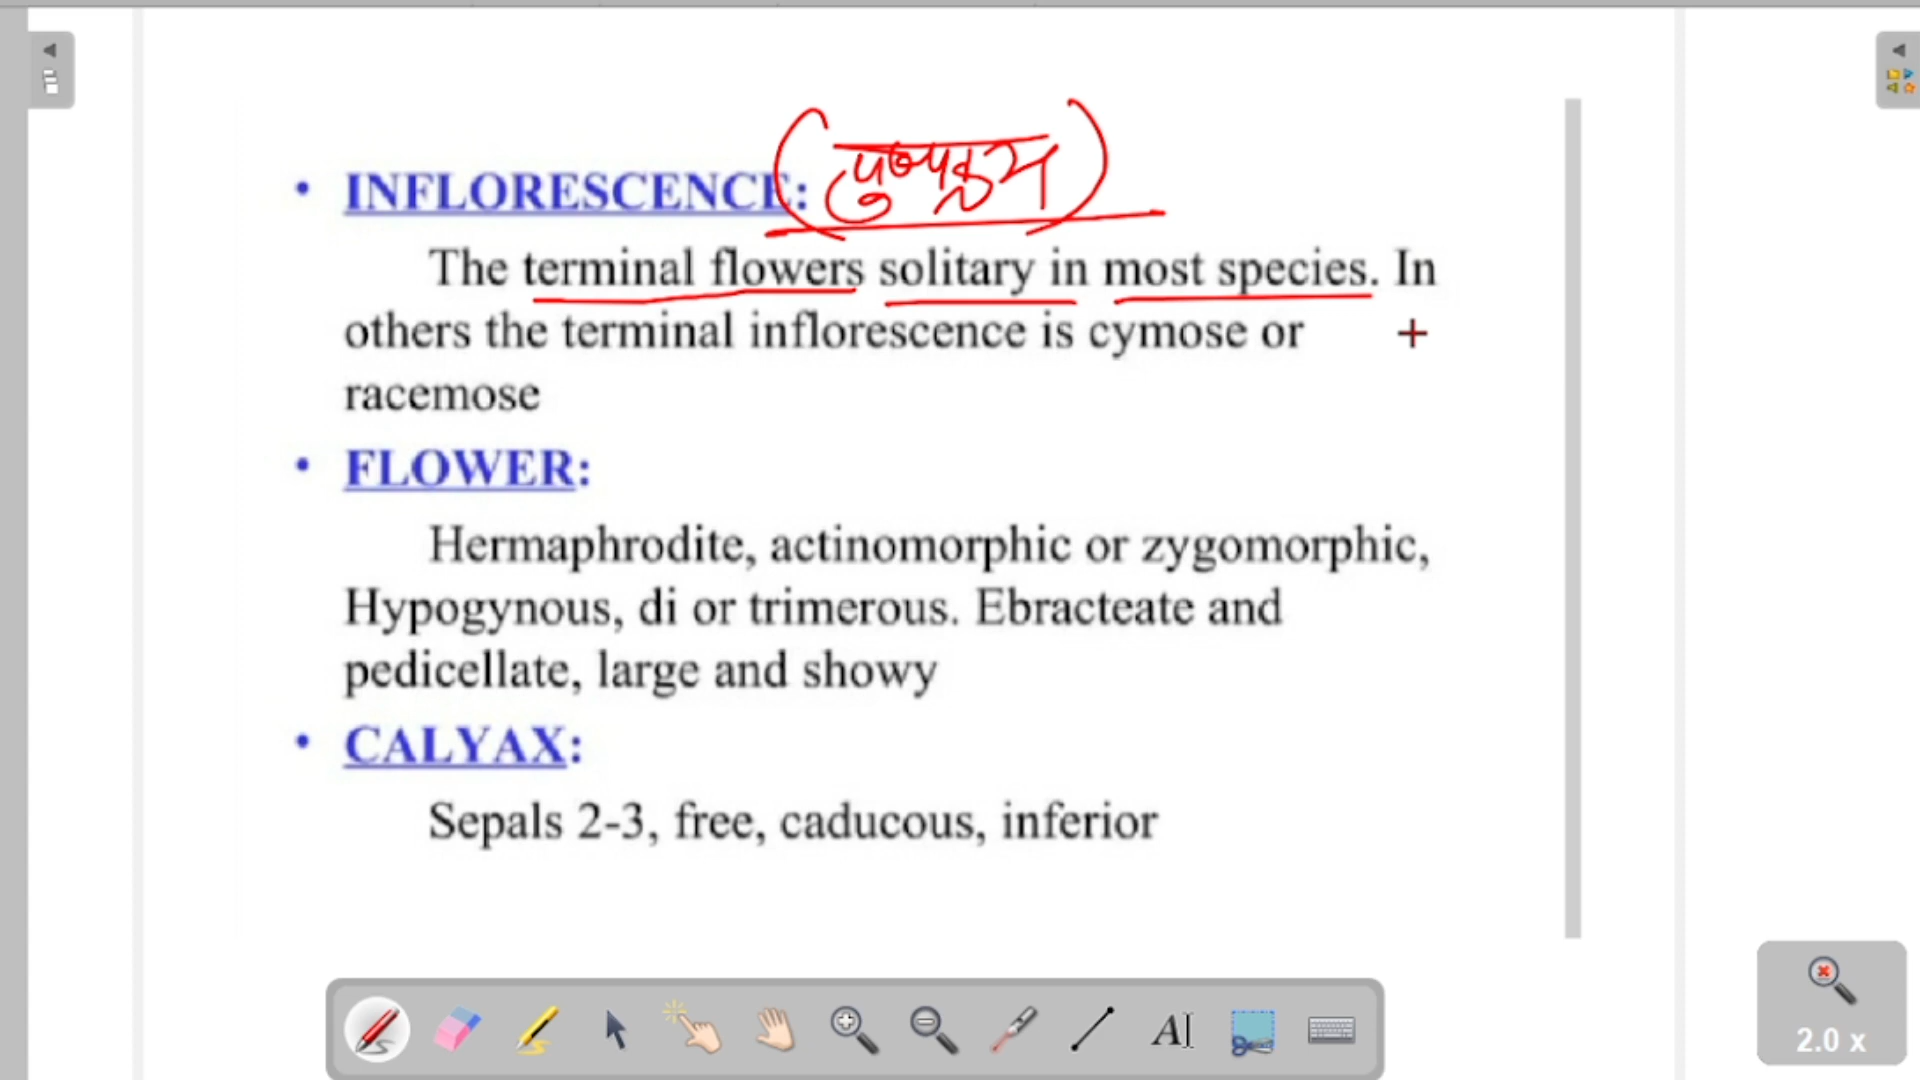 • INFLORESCENCE: (पुष्पक्रम)
The terminal flowers solitary in most species. In
others the terminal inflorescence is cymose or
racemose
• FLOWER:
Hermaphrodite, actinomorphic or zygomorphic,
Hypogynous, di or trimerous. Ebracteate and
pedicellate, large and showy
• CALYAX:
Sepals 2-3, free, caducous, inferior
2.0 x